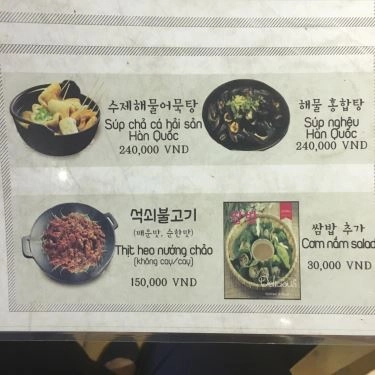 수제해물어묵탕
Súp chả cá hải sản
Hàn Quốc
240,000 VND
해물 홍합탕
Súp nghêu
Hàn Quốc
240,000 VND
석쇠불고기
(매운맛, 순한맛)
Thịt heo nướng chảo
(không cay/cay)
150,000 VND
쌈밥 추가
Cơm nắm salad
30,000 VND
Delicious